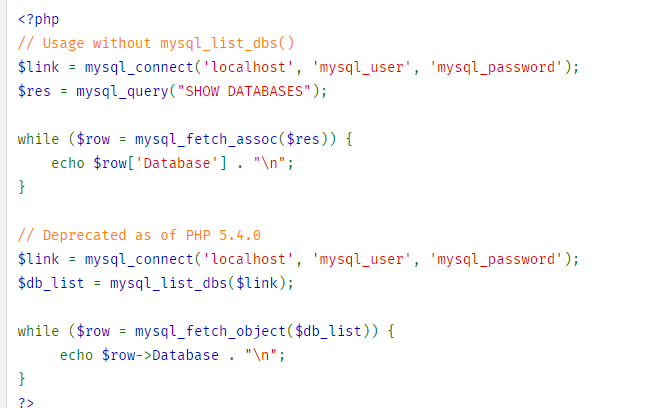 <?php
// Usage without mysql_list_dbs()
$link = mysql_connect('localhost', 'mysql_user', 'mysql_password');
$res = mysql_query("SHOW DATABASES");

while ($row = mysql_fetch_assoc($res)) {
    echo $row['Database'] . "\n";
}

// Deprecated as of PHP 5.4.0
$link = mysql_connect('localhost', 'mysql_user', 'mysql_password');
$db_list = mysql_list_dbs($link);

while ($row = mysql_fetch_object($db_list)) {
     echo $row->Database . "\n";
}
?>